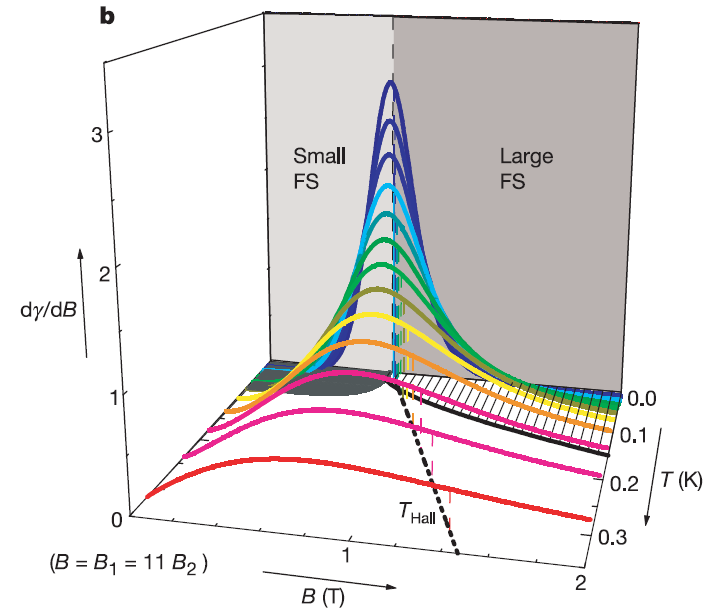 b
3
2
1
0
dγ/dB
Small
FS
Large
FS
0.0
0.1
0.2
0.3
T (K)
T Hall
1
2
B (T)
(B = B₁ = 11 B₂ )